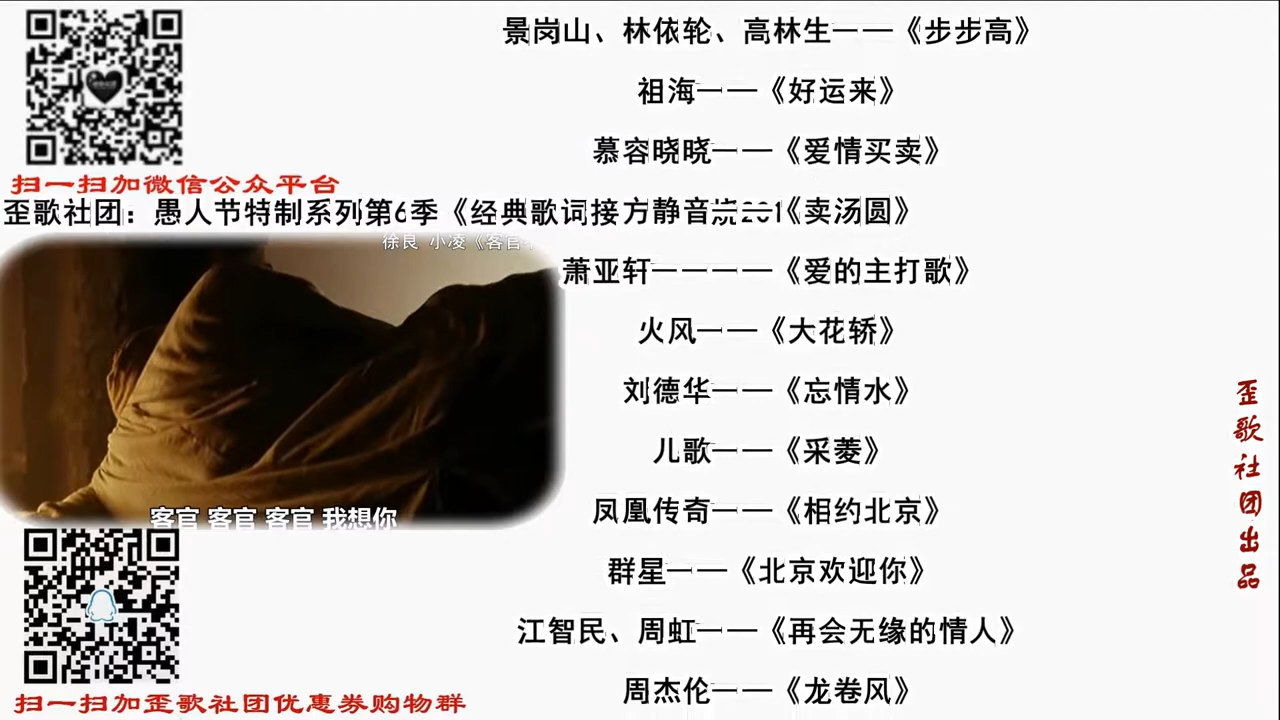 景岗山、林依轮、高林生——《步步高》
祖海——《好运来》
慕容晓晓——《爱情买卖》
扫一扫加微信公众平台
歪歌社团：愚人节特制系列第6季《经典歌词接方静音
《卖汤圆》
徐良 小凌《客官
萧亚轩————《爱的主打歌》
火风——《大花轿》
刘德华——《忘情水》
儿歌——《采菱》
凤凰传奇——《相约北京》
客官 客官 客官 我想你
群星——《北京欢迎你》
江智民、周虹——《再会无缘的情人》
周杰伦——《龙卷风》
扫一扫加歪歌社团优惠券购物群
歪歌社团出品